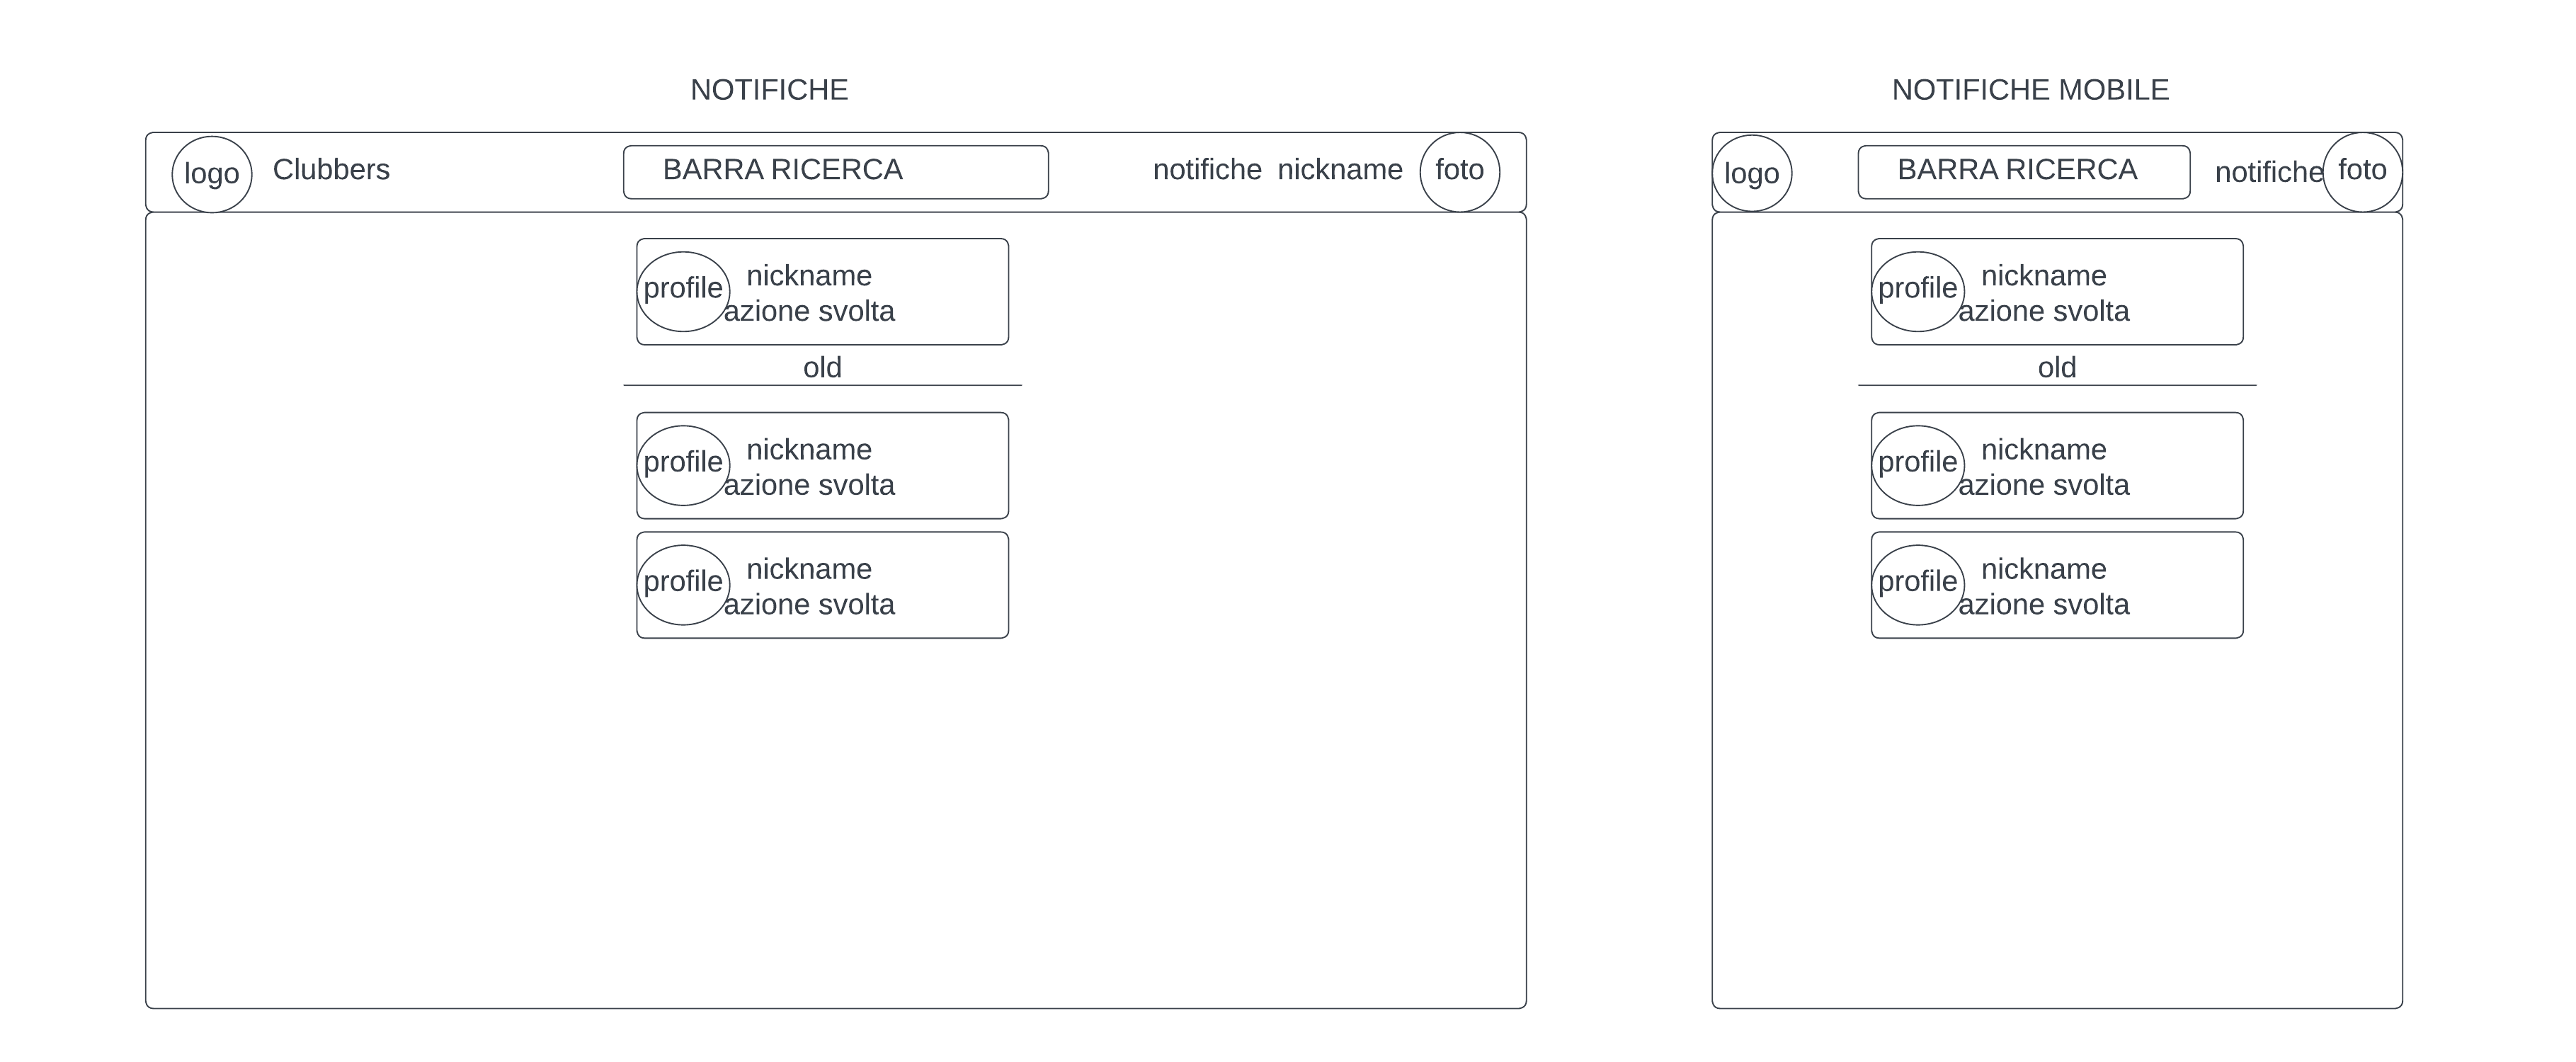 NOTIFICHE
logo
Clubbers
BARRA RICERCA
notifiche nickname
foto
profile
nickname
azione svolta
old
profile
nickname
azione svolta
profile
nickname
azione svolta
NOTIFICHE MOBILE
logo
BARRA RICERCA
notifiche
foto
profile
nickname
azione svolta
old
profile
nickname
azione svolta
profile
nickname
azione svolta